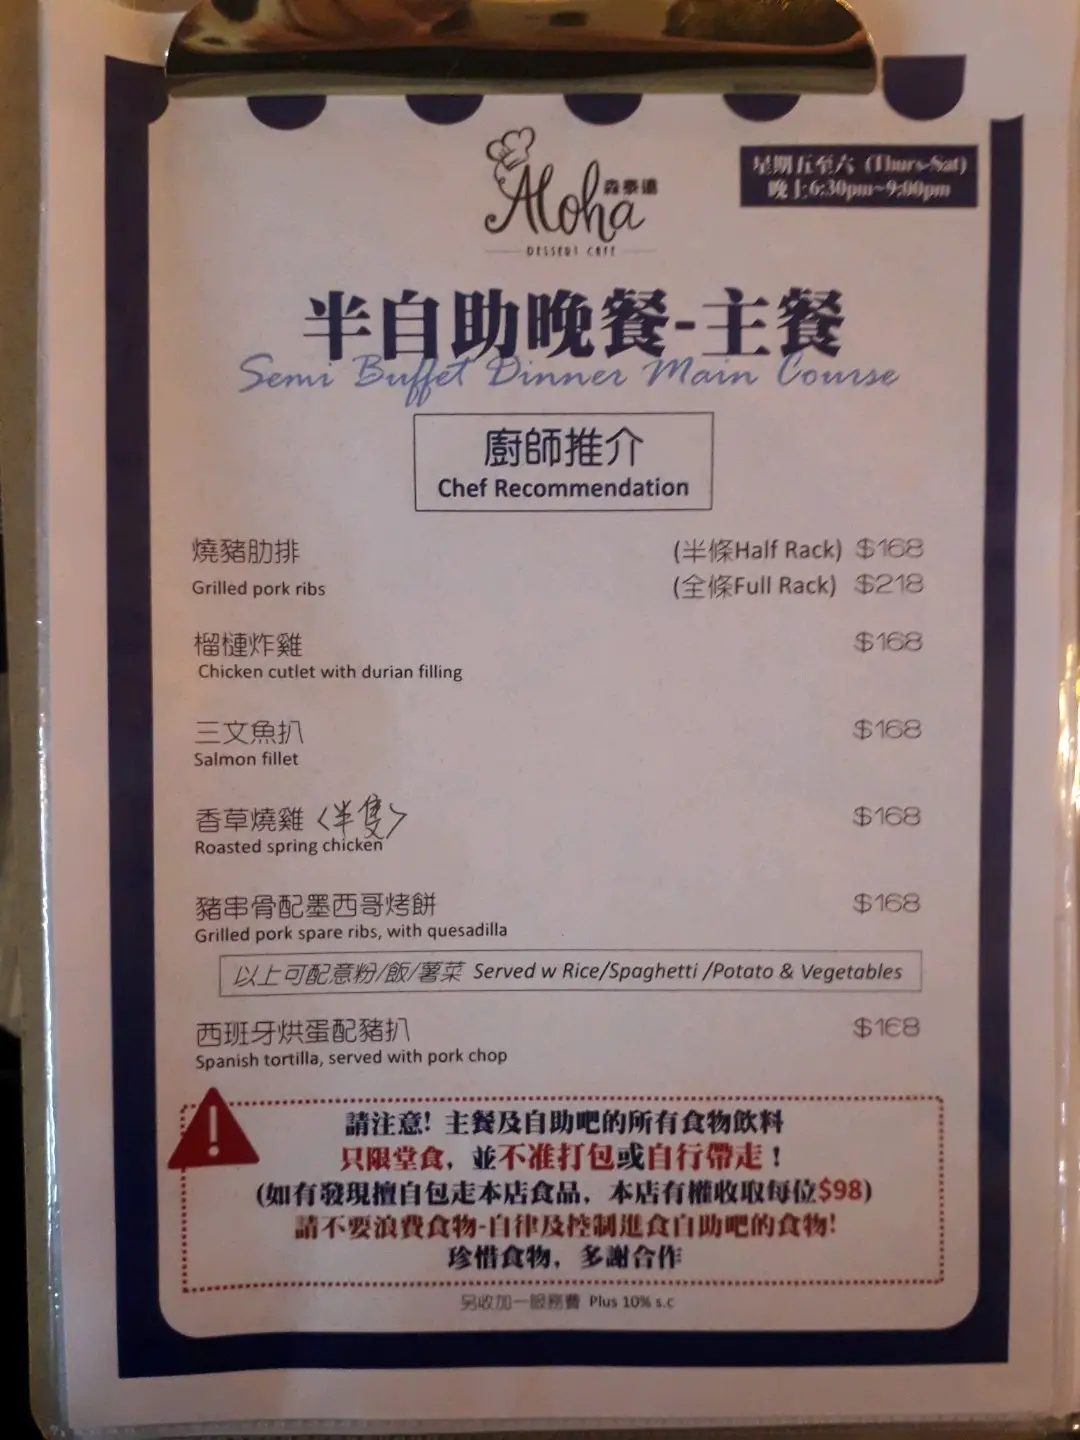 Aloha 森泰遠
DESSERT CAFE
星期五至六 (Thurs-Sat)
晚上6:30pm~9:00pm
半自助晚餐-主餐
Semi Buffet Dinner Main Course
廚師推介
Chef Recommendation
燒豬肋排 (半條Half Rack) $168
Grilled pork ribs (全條Full Rack) $218
榴槤炸雞 $168
Chicken cutlet with durian filling
三文魚扒 $168
Salmon fillet
香草燒雞〈半隻〉 $168
Roasted spring chicken
豬串骨配墨西哥烤餅 $168
Grilled pork spare ribs, with quesadilla
以上可配意粉/飯/薯菜 Served w Rice/Spaghetti /Potato & Vegetables
西班牙烘蛋配豬扒 $168
Spanish tortilla, served with pork chop
請注意! 主餐及自助吧的所有食物飲料
只限堂食，並不准打包或自行帶走！
(如有發現擅自包走本店食品，本店有權收取每位$98)
請不要浪費食物-自律及控制進食自助吧的食物!
珍惜食物，多謝合作
另收加一服務費 Plus 10% s.c